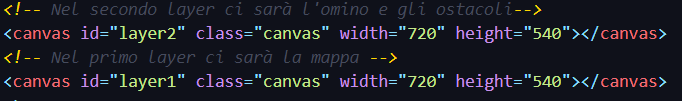 <!-- Nel secondo layer ci sarà l'omino e gli ostacoli-->
<canvas id="layer2" class="canvas" width="720" height="540"></canvas>
<!-- Nel primo layer ci sarà la mappa -->
<canvas id="layer1" class="canvas" width="720" height="540"></canvas>